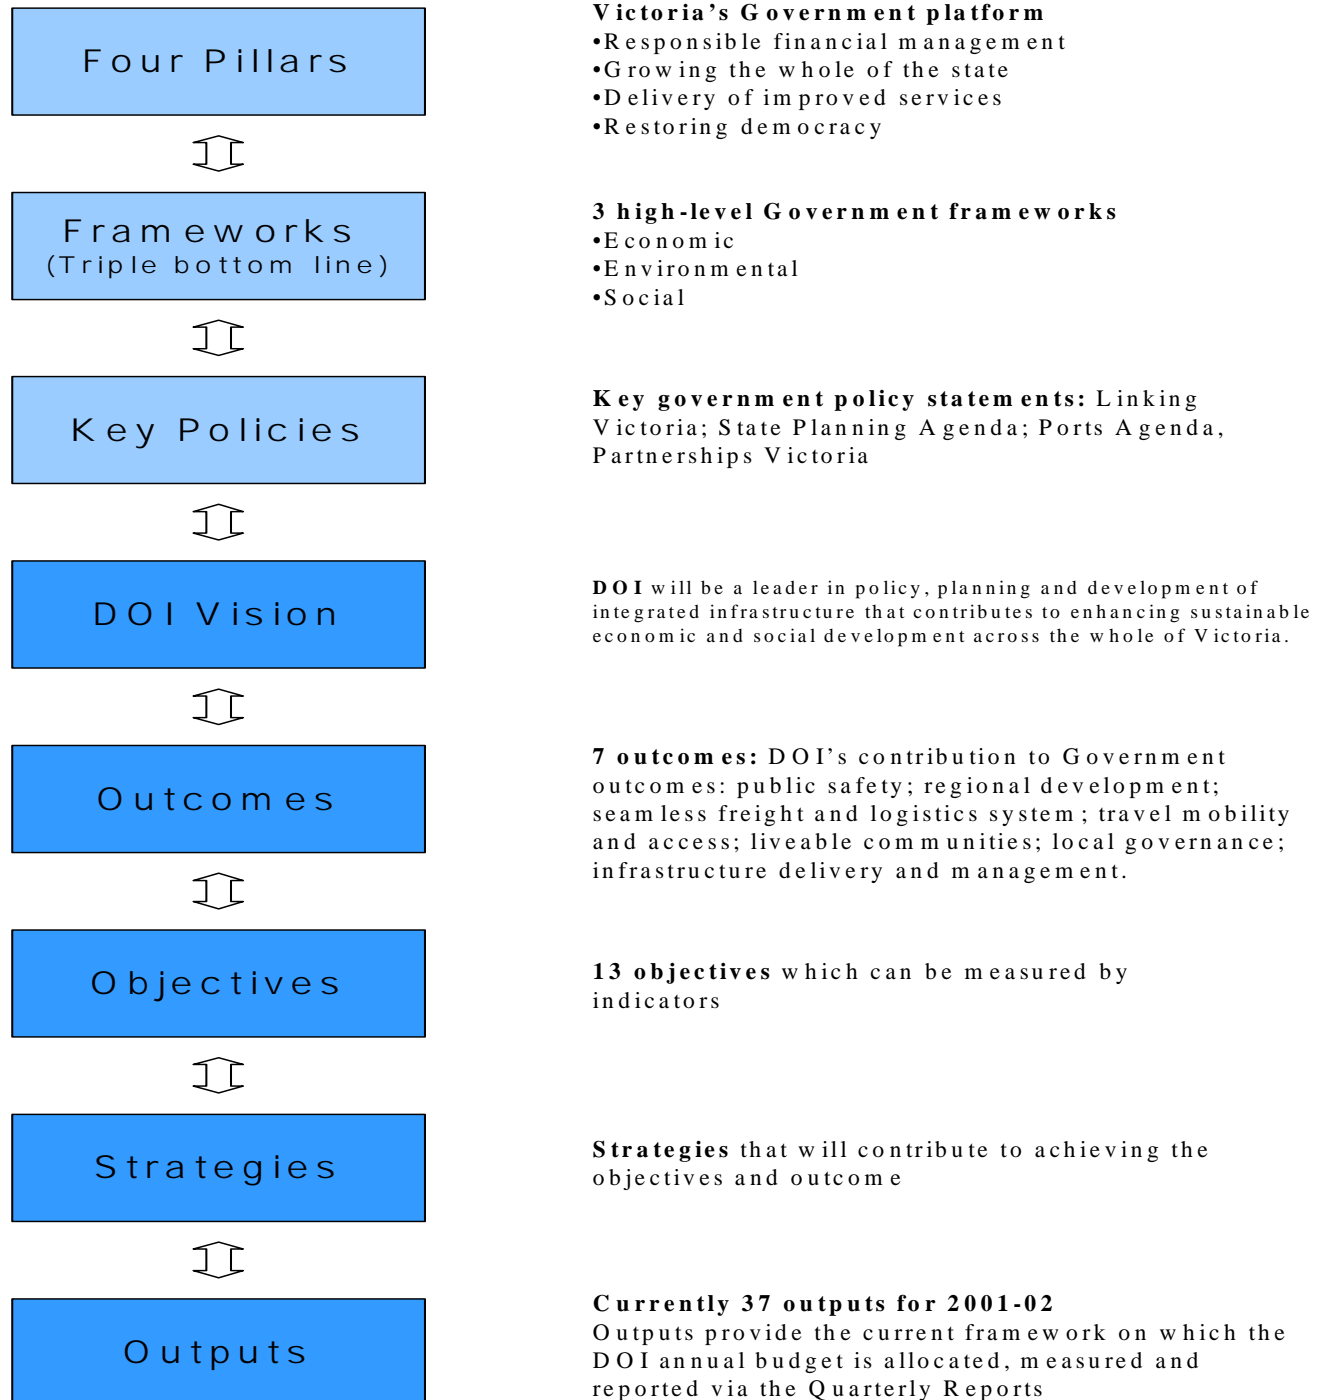 Four Pillars
Victoria's Government platform
•Responsible financial management
•Growing the whole of the state
•Delivery of improved services
•Restoring democracy
Frameworks
(Triple bottom line)
3 high-level Government frameworks
•Economic
•Environmental
•Social
Key Policies
Key government policy statements: Linking
Victoria; State Planning Agenda; Ports Agenda,
Partnerships Victoria
DOI Vision
DOI will be a leader in policy, planning and development of
integrated infrastructure that contributes to enhancing sustainable
economic and social development across the whole of Victoria.
Outcomes
7 outcomes: DOI's contribution to Government
outcomes: public safety; regional development;
seamless freight and logistics system; travel mobility
and access; liveable communities; local governance;
infrastructure delivery and management.
Objectives
13 objectives which can be measured by
indicators
Strategies
Strategies that will contribute to achieving the
objectives and outcome
Outputs
Currently 37 outputs for 2001-02
Outputs provide the current framework on which the
DOI annual budget is allocated, measured and
reported via the Quarterly Reports